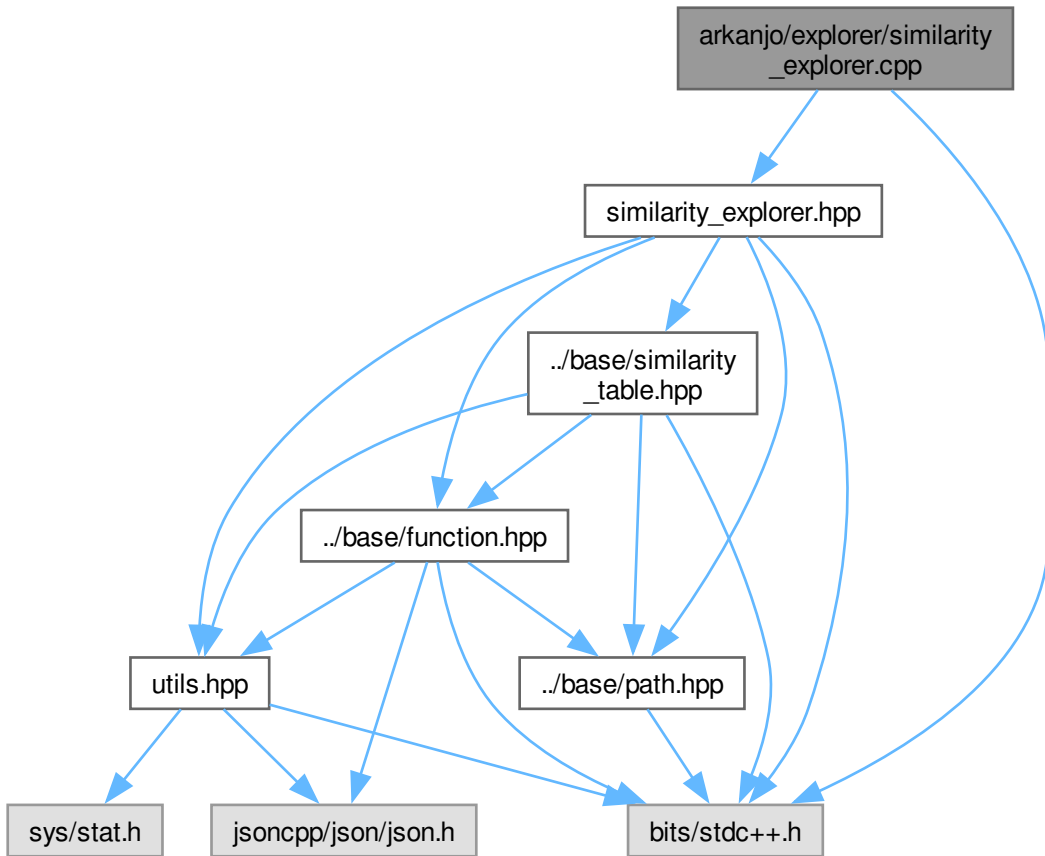 arkanjo/explorer/similarity
_explorer.cpp
similarity_explorer.hpp
../base/similarity
_table.hpp
../base/function.hpp
utils.hpp
../base/path.hpp
sys/stat.h
jsoncpp/json/json.h
bits/stdc++.h